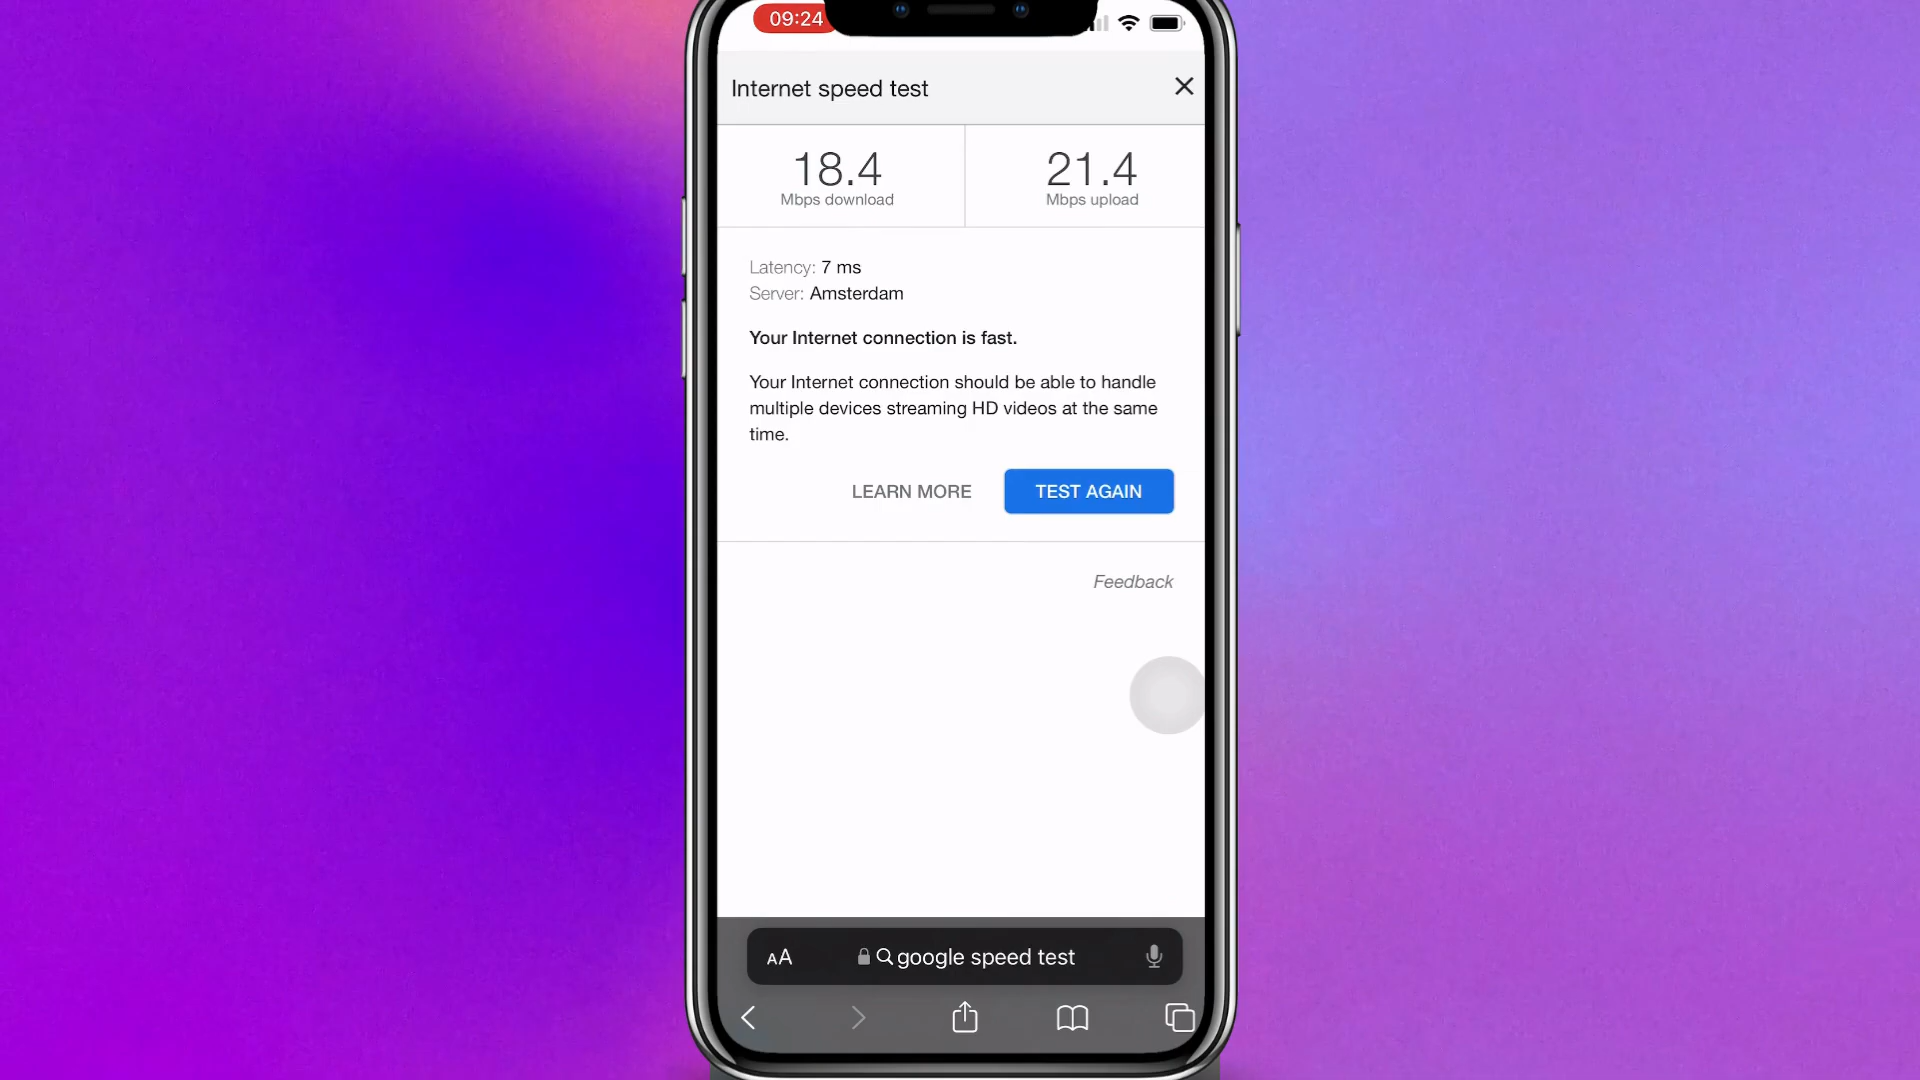 09:24
Internet speed test
18.4
Mbps download
21.4
Mbps upload
Latency: 7 ms
Server: Amsterdam
Your Internet connection is fast.
Your Internet connection should be able to handle
multiple devices streaming HD videos at the same
time.
LEARN MORE
TEST AGAIN
Feedback
AA
google speed test